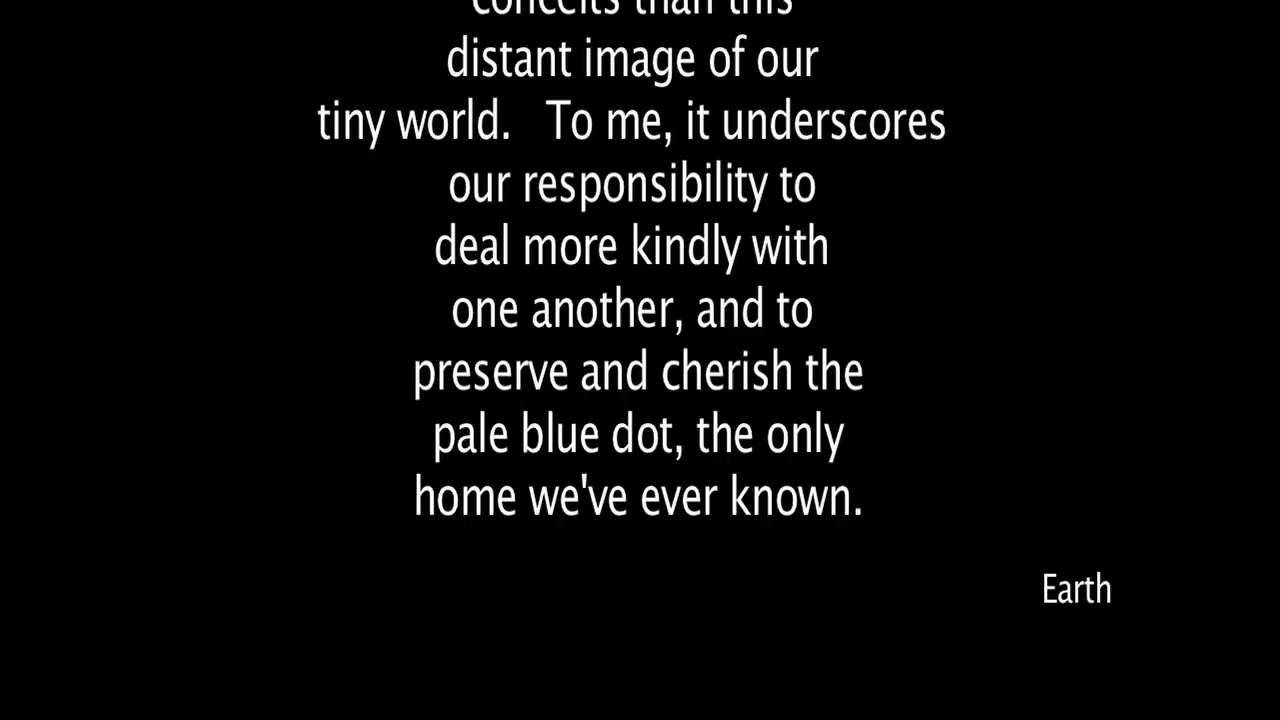 conceits than this
distant image of our
tiny world.   To me, it underscores
our responsibility to
deal more kindly with
one another, and to
preserve and cherish the
pale blue dot, the only
home we've ever known.
Earth